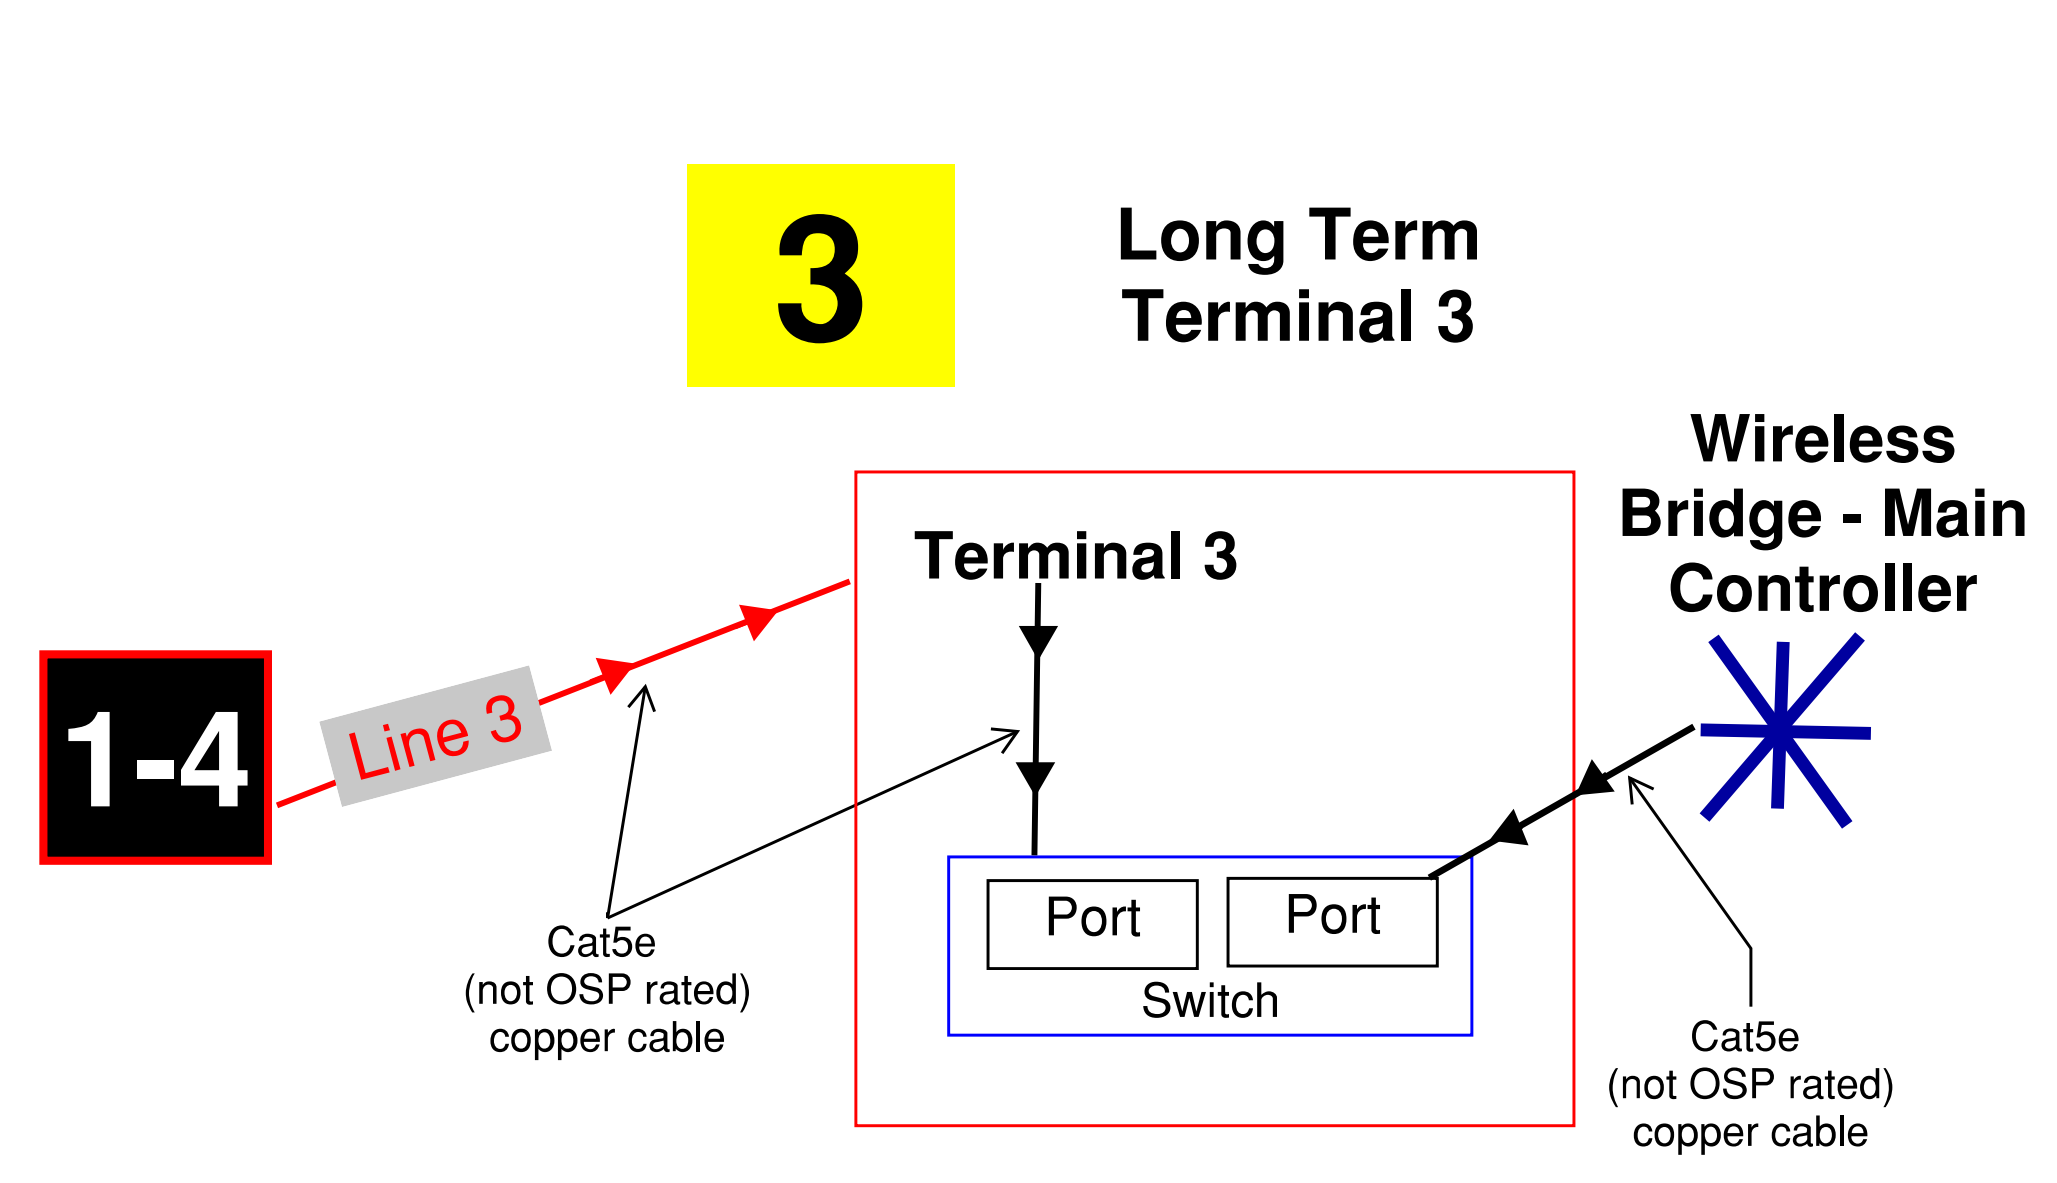 3
Long Term
Terminal 3
Wireless
Bridge - Main
Controller
Terminal 3
1-4
Line 3
Port
Port
Switch
Cat5e
(not OSP rated)
copper cable
Cat5e
(not OSP rated)
copper cable